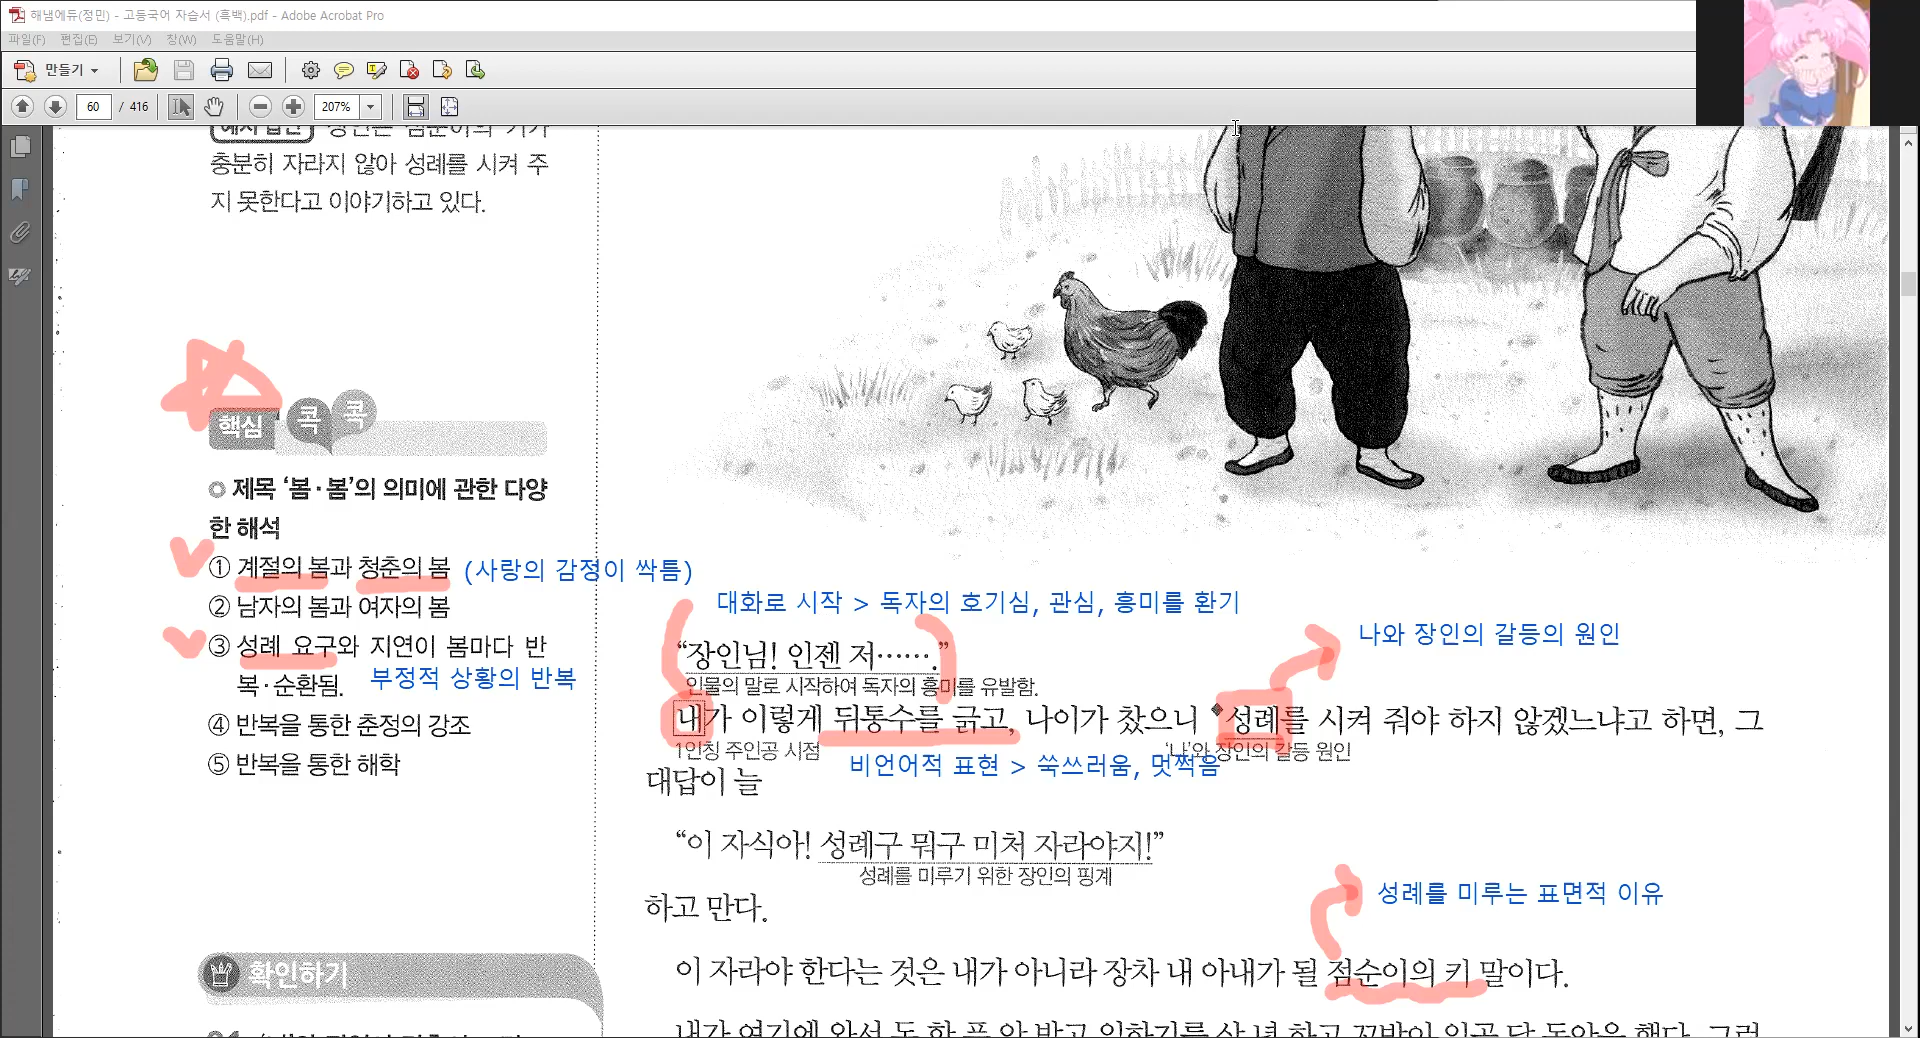 해냄에듀(정민) - 고등국어 자습서 (흑백).pdf - Adobe Acrobat Pro
파일(F) 편집(E) 보기(V) 창(W) 도움말(H)
만들기
60 / 416 207%
충분히 자라지 않아 성례를 시켜 주
지 못한다고 이야기하고 있다.
핵심 콕 콕
제목 ‘봄·봄’의 의미에 관한 다양
한 해석
① 계절의 봄과 청춘의 봄 (사랑의 감정이 싹틈)
② 남자의 봄과 여자의 봄
③ 성례 요구와 지연이 봄마다 반
복·순환됨. 부정적 상황의 반복
④ 반복을 통한 춘정의 강조
⑤ 반복을 통한 해학
확인하기
대화로 시작 > 독자의 호기심, 관심, 흥미를 환기
“장인님! 인젠 저…….”
인물의 말로 시작하여 독자의 흥미를 유발함.
나와 장인의 갈등의 원인
내가 이렇게 뒤통수를 긁고, 나이가 찼으니 성례를 시켜 줘야 하지 않겠느냐고 하면, 그
1인칭 주인공 시점 ‘나’와 장인의 갈등 원인
비언어적 표현 > 쑥쓰러움, 멋쩍음
대답이 늘
“이 자식아! 성례구 뭐구 미처 자라야지!”
성례를 미루기 위한 장인의 핑계
하고 만다.
성례를 미루는 표면적 이유
이 자라야 한다는 것은 내가 아니라 장차 내 아내가 될 점순이의 키 말이다.